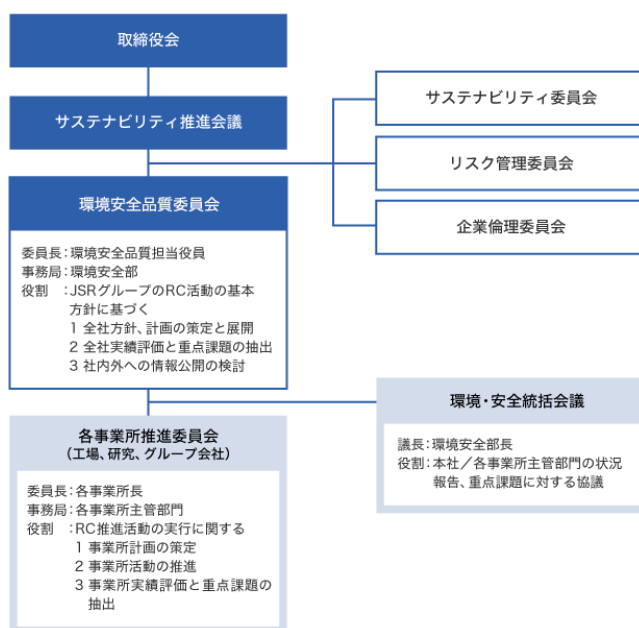 取締役会
サステナビリティ推進会議
サステナビリティ委員会
リスク管理委員会
企業倫理委員会
環境安全品質委員会
委員長：環境安全品質担当役員
事務局：環境安全部
役割　：JSRグループのRC活動の基本
方針に基づく
1 全社方針、計画の策定と展開
2 全社実績評価と重点課題の抽出
3 社内外への情報公開の検討
環境・安全統括会議
議長：環境安全部長
役割：本社／各事業所主管部門の状況
報告、重点課題に対する協議
各事業所推進委員会
（工場、研究、グループ会社）
委員長：各事業所長
事務局：各事業所主管部門
役割　：RC推進活動の実行に関する
1 事業所計画の策定
2 事業所活動の推進
3 事業所実績評価と重点課題の
抽出